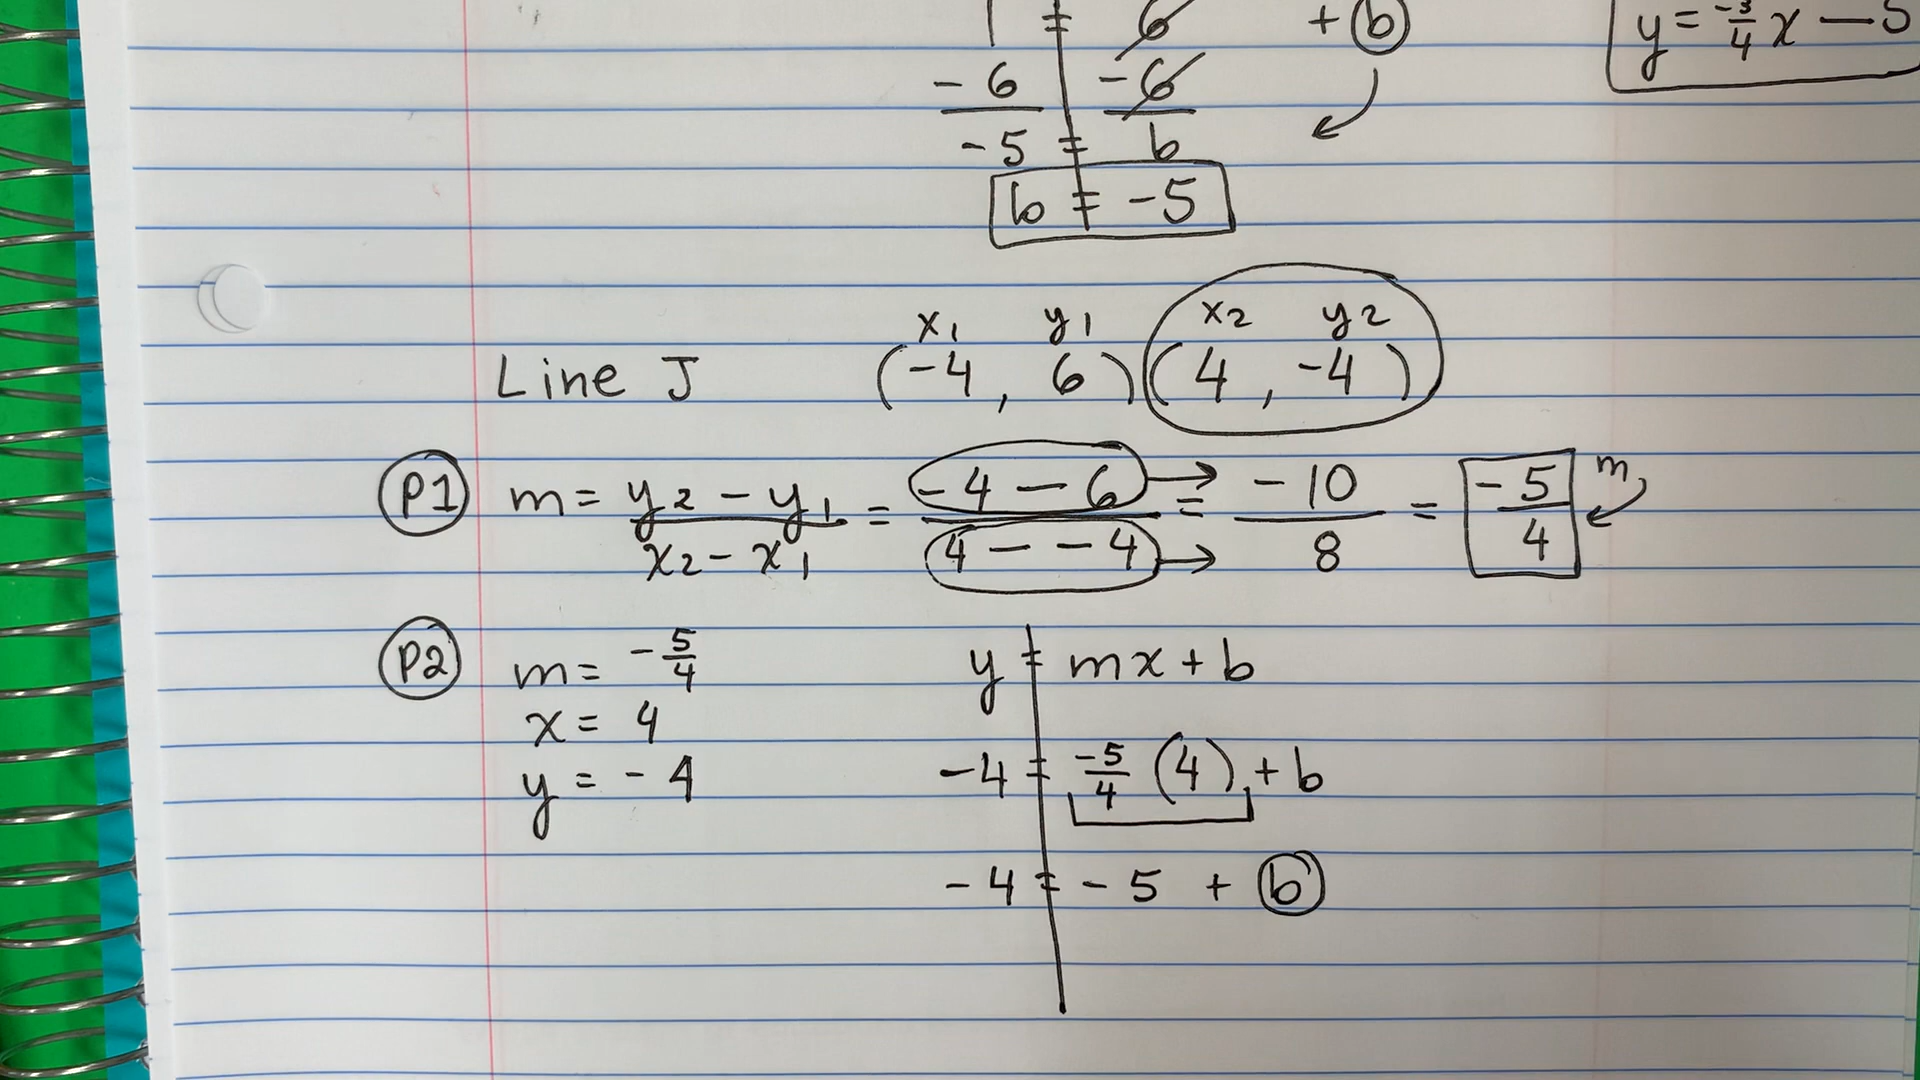 1 = 6 + b
y = -3/4 x - 5
-6 -6
-5 = b
b = -5
x1 y1 x2 y2
Line J (-4, 6) (4, -4)
P1 m = y2 - y1 / x2 - x1 = -4 - 6 / 4 - -4 = -10 / 8 = -5 / 4 m
P2 m = -5/4 y = mx + b
x = 4
y = -4 -4 = -5/4 (4) + b
-4 = -5 + b